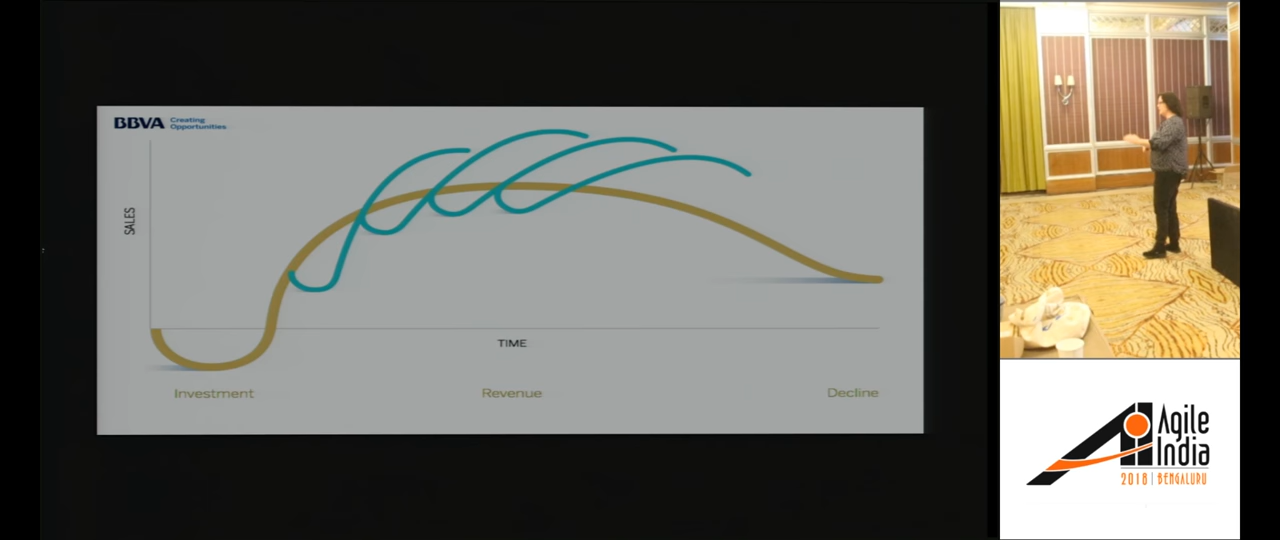 BBVA
Creating
Opportunities
SALES
TIME
Investment
Revenue
Decline
Agile
India
2018 | BENGALURU